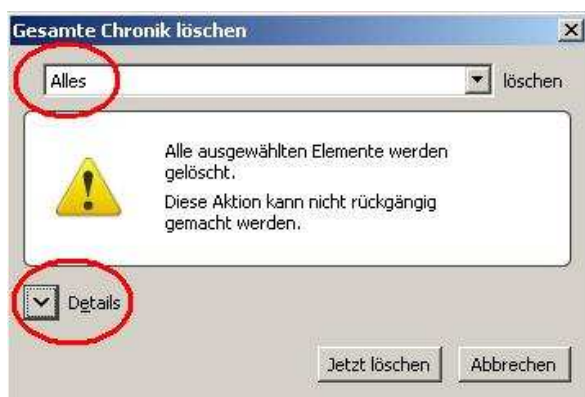 Gesamte Chronik löschen
Alles löschen
Alle ausgewählten Elemente werden
gelöscht.
Diese Aktion kann nicht rückgängig
gemacht werden.
Details
Jetzt löschen Abbrechen